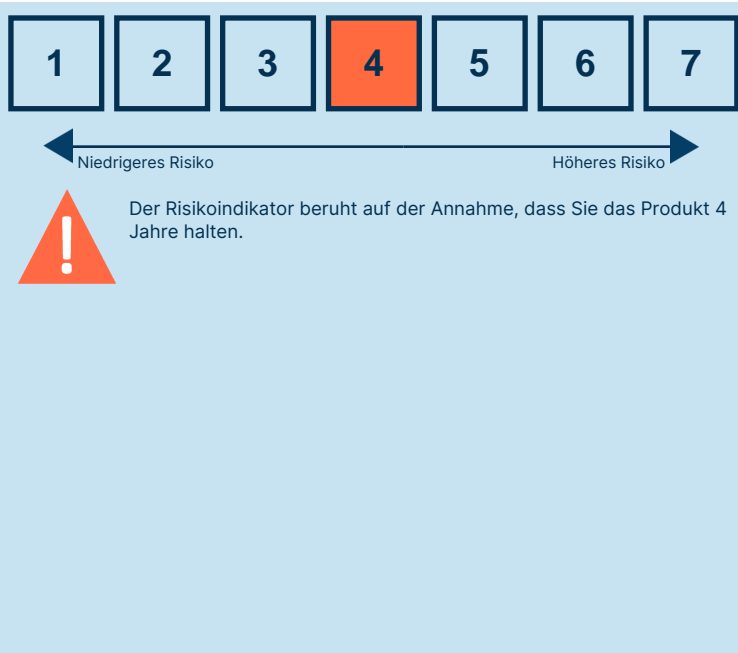 1 2 3 4 5 6 7
Niedrigeres Risiko Höheres Risiko
Der Risikoindikator beruht auf der Annahme, dass Sie das Produkt 4
Jahre halten.